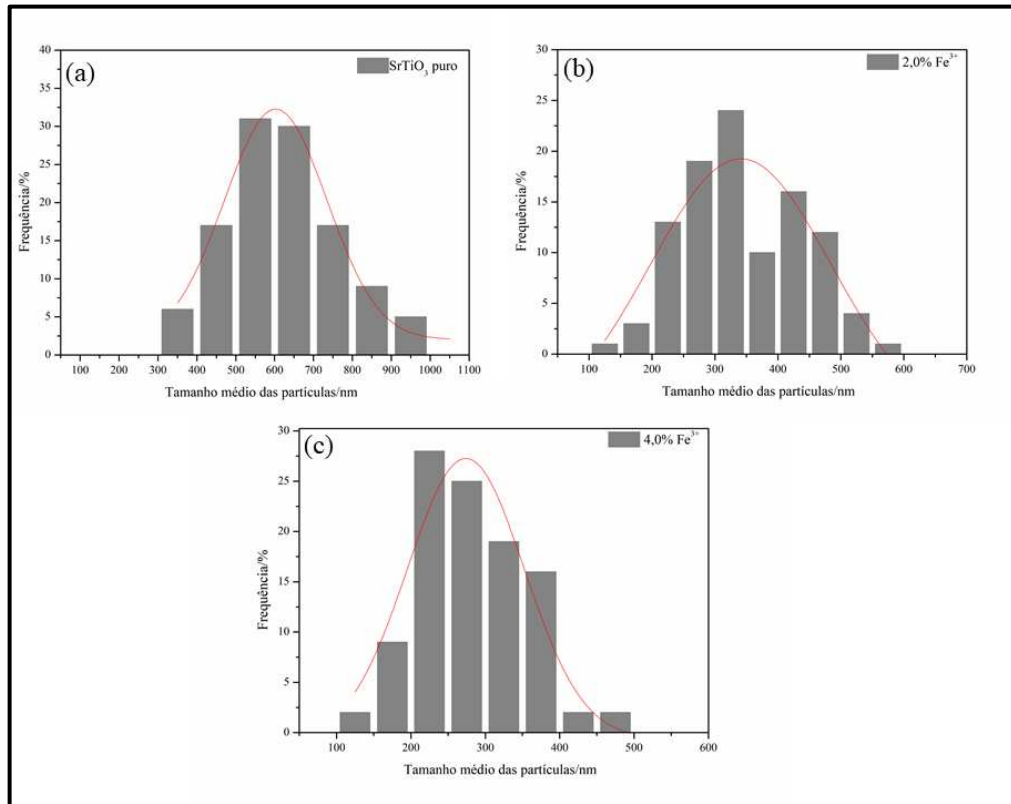 (a)
SrTiO₃ puro
Frequência/%
40
35
30
25
20
15
10
5
0
100 200 300 400 500 600 700 800 900 1000 1100
Tamanho médio das partículas/nm
(b)
2,0% Fe³⁺
Frequência/%
30
25
20
15
10
5
0
100 200 300 400 500 600 700
Tamanho médio das partículas/nm
(c)
4,0% Fe³⁺
Frequência/%
30
25
20
15
10
5
0
100 200 300 400 500 600
Tamanho médio das partículas/nm